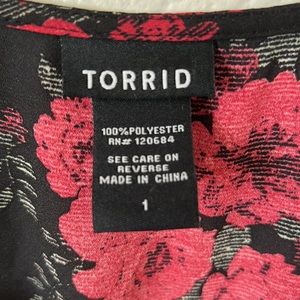 TORRID
100%POLYESTER
RN# 120684
SEE CARE ON
REVERSE
MADE IN CHINA
1